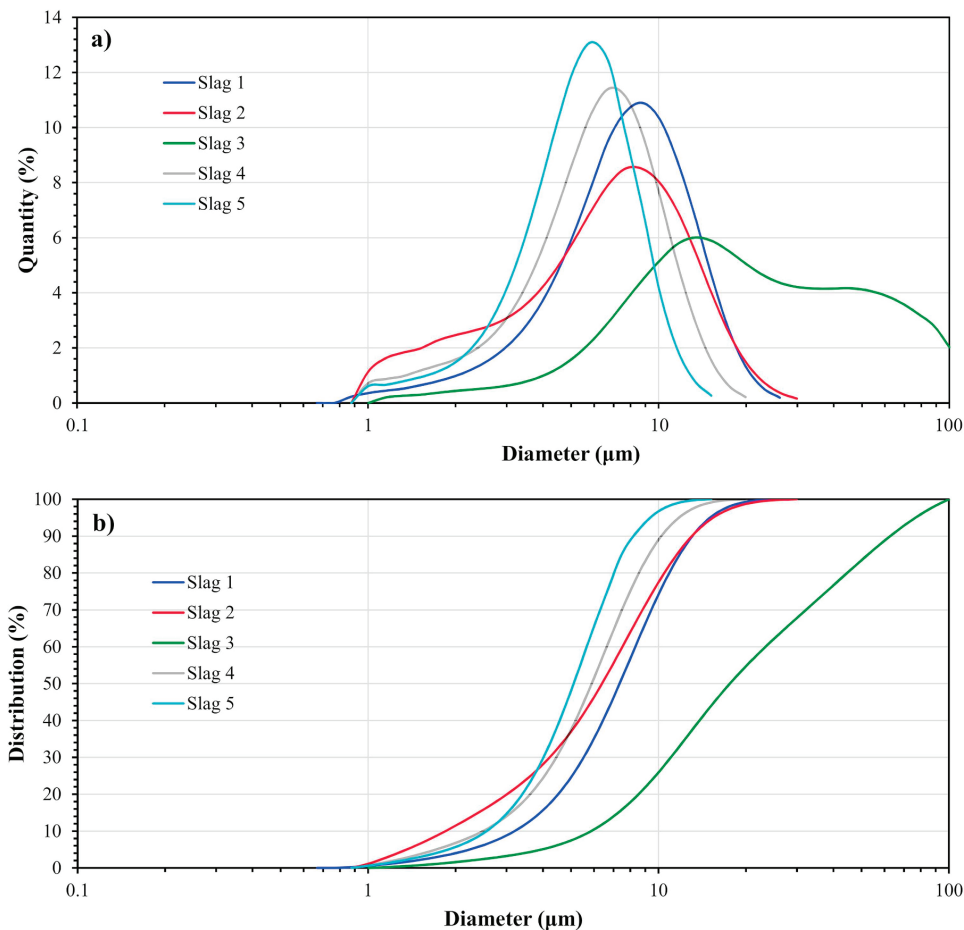 a)
14
12
10
8
6
4
2
0
Quantity (%)
Slag 1
Slag 2
Slag 3
Slag 4
Slag 5
0.1 1 10 100
Diameter (µm)
b)
100
90
80
70
60
50
40
30
20
10
0
Distribution (%)
Slag 1
Slag 2
Slag 3
Slag 4
Slag 5
0.1 1 10 100
Diameter (µm)